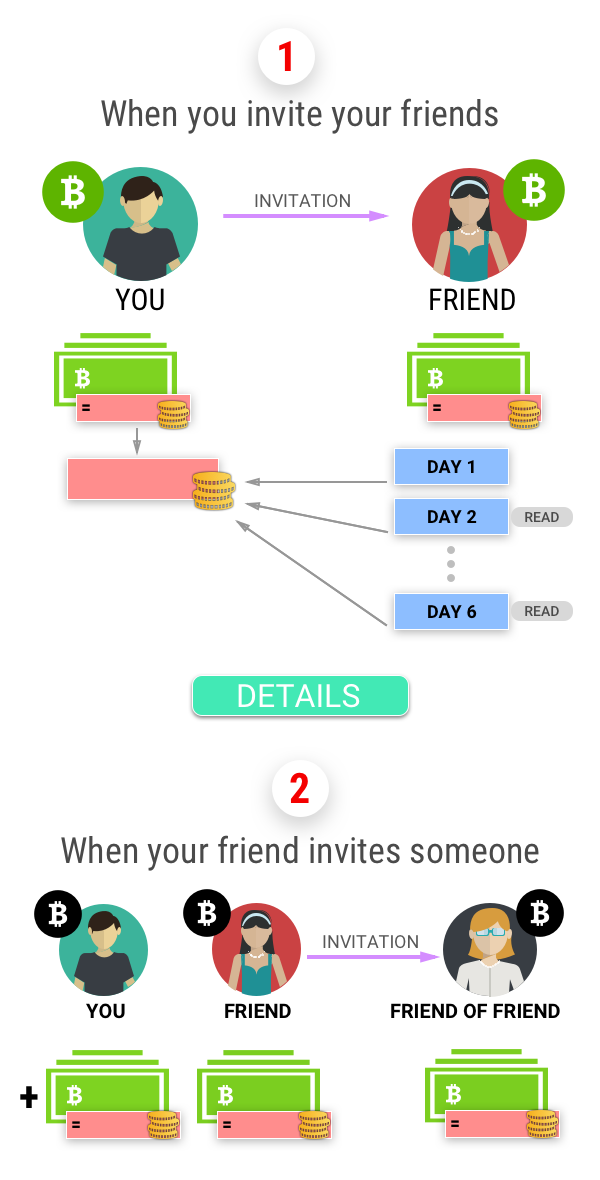 1
When you invite your friends
INVITATION
YOU
FRIEND
=
=
DAY 1
DAY 2
READ
DAY 6
READ
DETAILS
2
When your friend invites someone
INVITATION
YOU
FRIEND
FRIEND OF FRIEND
+
=
=
=